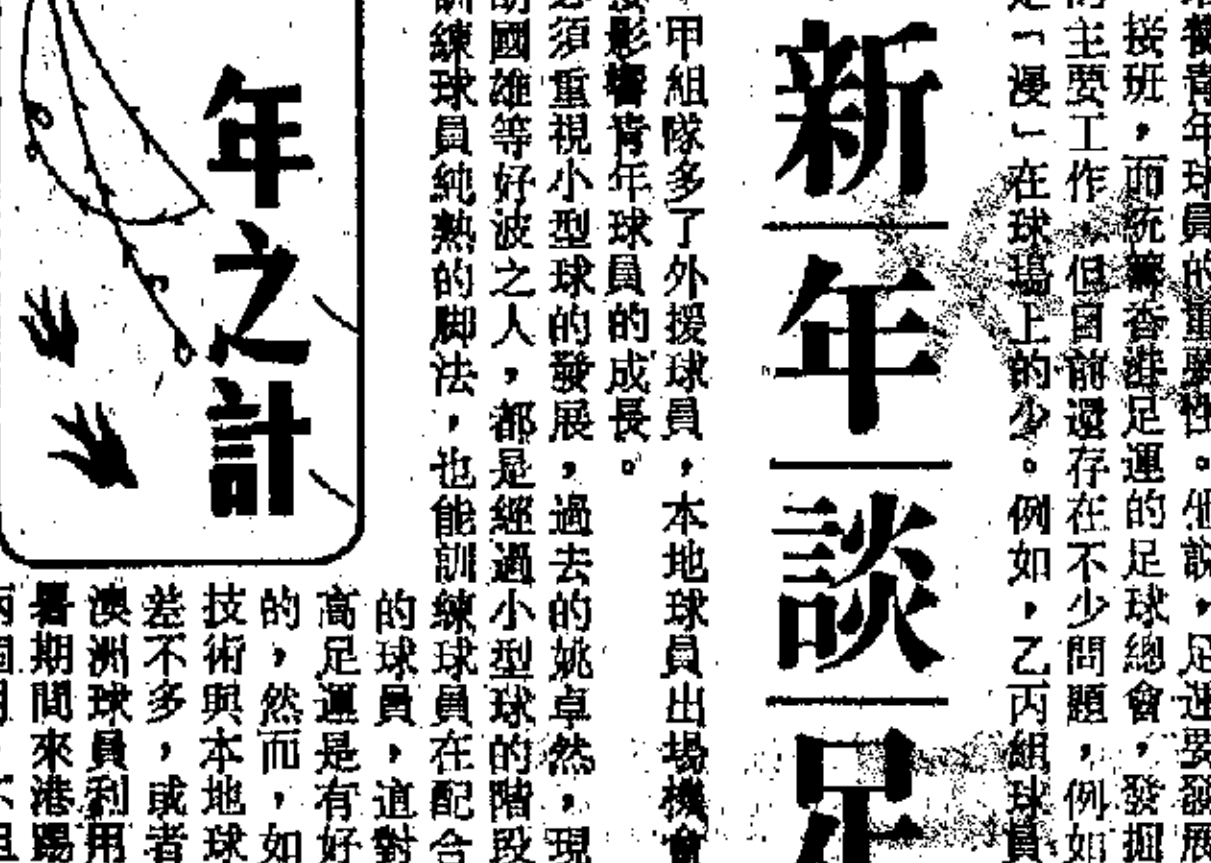 青年球員的重要性。他說，足運要發展
接班，而統籌香港足運的足球總會，發掘
主要工作，但目前還存在不少問題，例如
「漫」在球場上的少。例如，乙丙組球員
新年談足
甲組隊多了外援球員，本地球員出場機會
影響青年球員的成長。
須重視小型球的發展，過去的姚卓然，現
胡國雄等好波之人，都是經過小型球的階段
訓練球員純熟的脚法，也能訓練球員在配合
的球員，這對
高足運是有好
的，然而，如
技術與本地球
差不多，或者
澳洲球員利用
暑期間來港踢
年之計